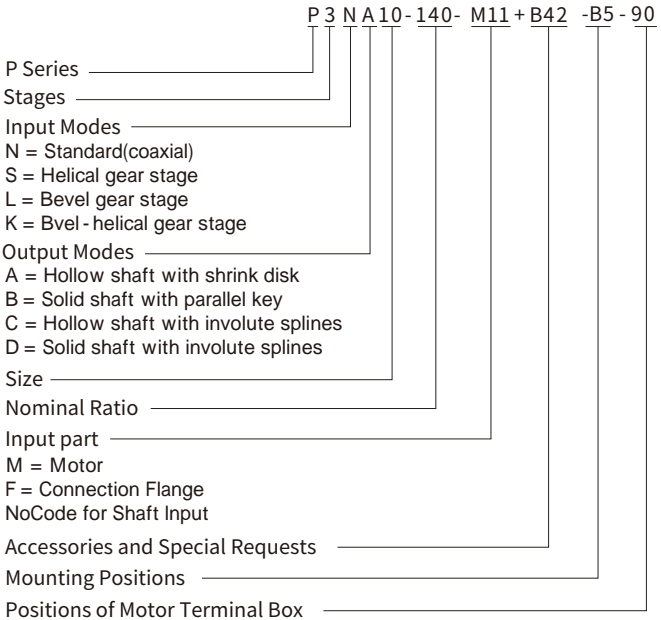 P 3 N A 10 - 140 - M11 + B42 -B5 - 90
P Series
Stages
Input Modes
N = Standard(coaxial)
S = Helical gear stage
L = Bevel gear stage
K = Bvel - helical gear stage
Output Modes
A = Hollow shaft with shrink disk
B = Solid shaft with parallel key
C = Hollow shaft with involute splines
D = Solid shaft with involute splines
Size
Nominal Ratio
Input part
M = Motor
F = Connection Flange
NoCode for Shaft Input
Accessories and Special Requests
Mounting Positions
Positions of Motor Terminal Box